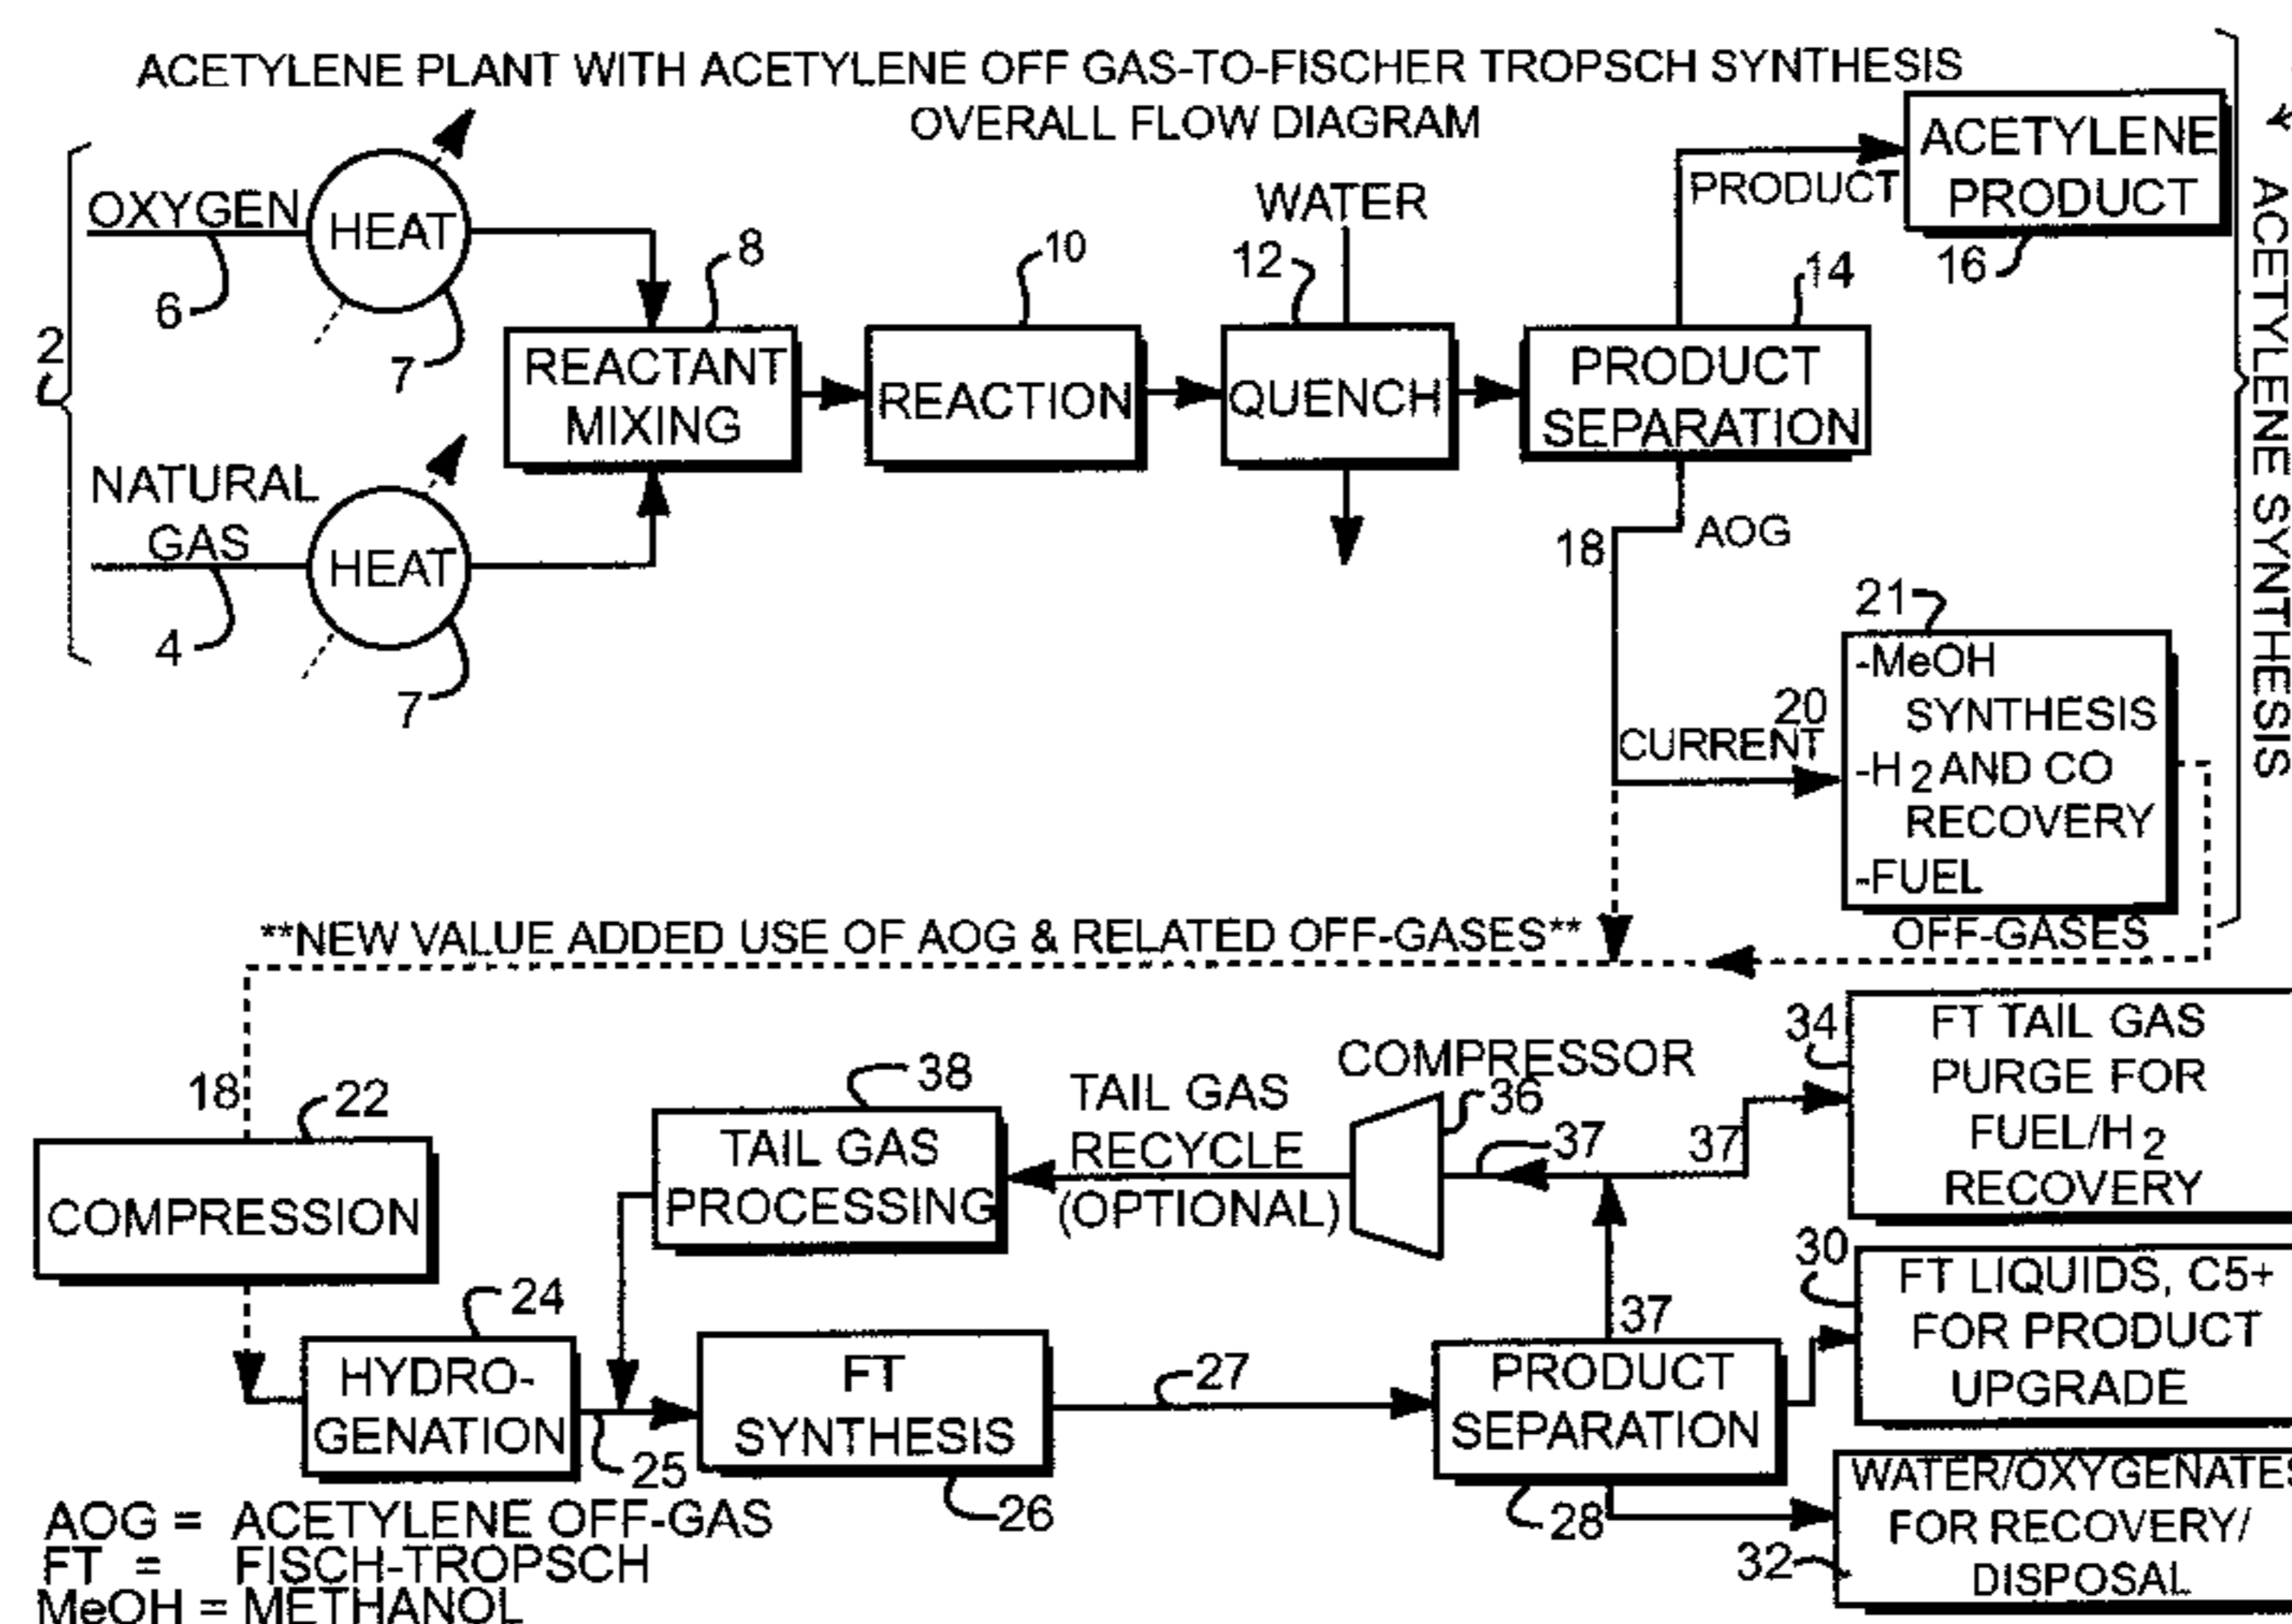 ACETYLENE PLANT WITH ACETYLENE OFF GAS-TO-FISCHER TROPSCH SYNTHESIS
OVERALL FLOW DIAGRAM
OXYGEN
HEAT
6
7
2
NATURAL
GAS
HEAT
4
7
8
REACTANT
MIXING
10
REACTION
WATER
12
QUENCH
14
PRODUCT
SEPARATION
PRODUCT
ACETYLENE
PRODUCT
16
ACETYLENE SYNTHESIS
18
AOG
20
CURRENT
21
-MeOH
SYNTHESIS
-H2 AND CO
RECOVERY
-FUEL
OFF-GASES
**NEW VALUE ADDED USE OF AOG & RELATED OFF-GASES**
18
22
COMPRESSION
24
HYDRO-
GENATION
25
38
TAIL GAS
PROCESSING
TAIL GAS
RECYCLE
(OPTIONAL)
COMPRESSOR
36
37
37
34
FT TAIL GAS
PURGE FOR
FUEL/H2
RECOVERY
FT
SYNTHESIS
26
27
37
PRODUCT
SEPARATION
28
30
FT LIQUIDS, C5+
FOR PRODUCT
UPGRADE
WATER/OXYGENATES
FOR RECOVERY/
DISPOSAL
32
AOG = ACETYLENE OFF-GAS
FT = FISCH-TROPSCH
MeOH = METHANOL